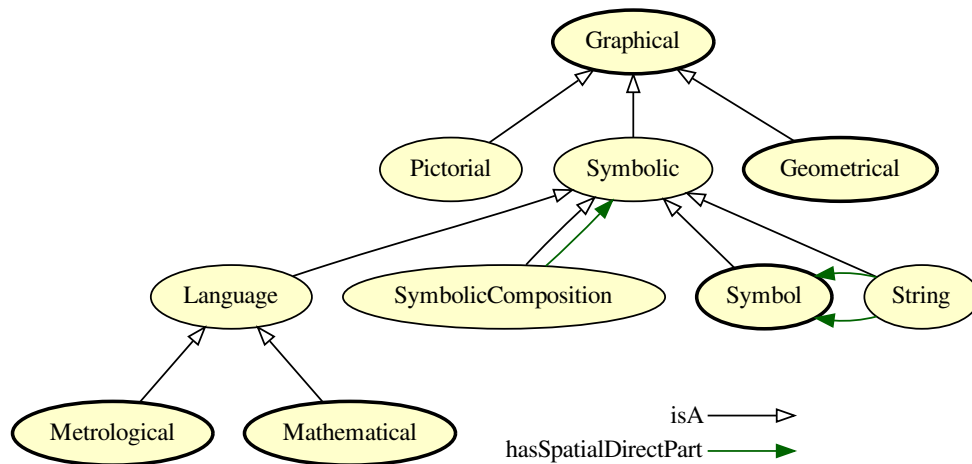 Graphical
Pictorial
Symbolic
Geometrical
Language
SymbolicComposition
Symbol
String
Metrological
Mathematical
isA
hasSpatialDirectPart